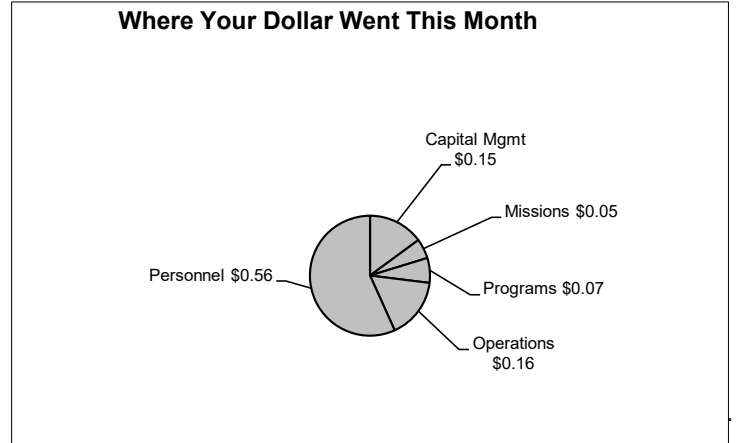 Where Your Dollar Went This Month
Capital Mgmt
$0.15
Missions $0.05
Personnel $0.56
Programs $0.07
Operations
$0.16